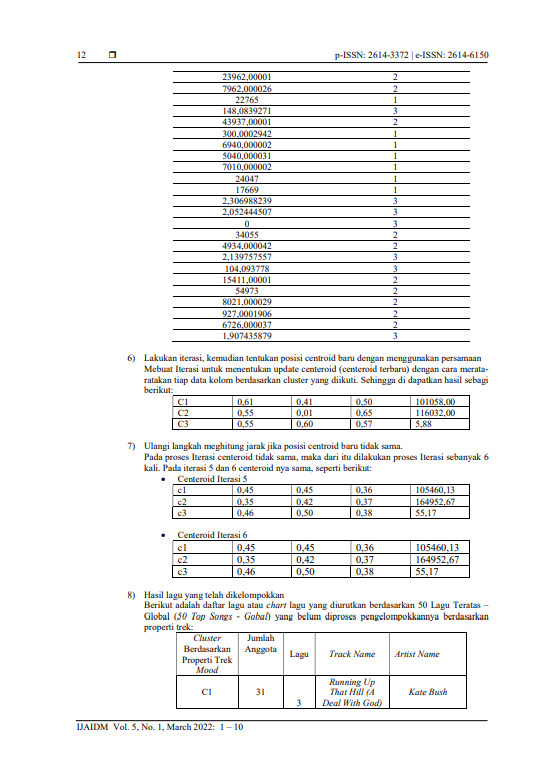 12 ❒ p-ISSN: 2614-3372 | e-ISSN: 2614-6150
23962,00001 2
7962,000026 2
22765 1
148,0839271 3
43937,00001 2
300,0002942 1
6940,000002 1
5040,000031 1
7010,000002 1
24047 1
17669 1
2,306988239 3
2,052444507 3
0 3
34055 2
4934,000042 2
2,139757557 3
104,093778 3
15411,00001 2
54973 2
8021,000029 2
927,0001906 2
6726,000037 2
1,907435879 3
6) Lakukan iterasi, kemudian tentukan posisi centroid baru dengan menggunakan persamaan
Mebuat Iterasi untuk menentukan update centeroid (centeroid terbaru) dengan cara merata-
ratakan tiap data kolom berdasarkan cluster yang diikuti. Sehingga di dapatkan hasil sebagi
berikut:
C1 0,61 0,41 0,50 101058,00
C2 0,55 0,01 0,65 116032,00
C3 0,55 0,60 0,57 5,88
7) Ulangi langkah meghitung jarak jika posisi centroid baru tidak sama.
Pada proses Iterasi centeroid tidak sama, maka dari itu dilakukan proses Iterasi sebanyak 6
kali. Pada iterasi 5 dan 6 centeroid nya sama, seperti berikut:
• Centeroid Iterasi 5
c1 0,45 0,45 0,36 105460,13
c2 0,35 0,42 0,37 164952,67
c3 0,46 0,50 0,38 55,17
• Centeroid Iterasi 6
c1 0,45 0,45 0,36 105460,13
c2 0,35 0,42 0,37 164952,67
c3 0,46 0,50 0,38 55,17
8) Hasil lagu yang telah dikelompokkan
Berikut adalah daftar lagu atau chart lagu yang diurutkan berdasarkan 50 Lagu Teratas –
Global (50 Top Songs - Gobal) yang belum diproses pengelompokkannya berdasarkan
properti trek:
Cluster Berdasarkan Properti Trek Mood Jumlah Anggota Lagu Track Name Artist Name
C1 31 3 Running Up That Hill (A Deal With God) Kate Bush
IJAIDM Vol. 5, No. 1, March 2022: 1 – 10